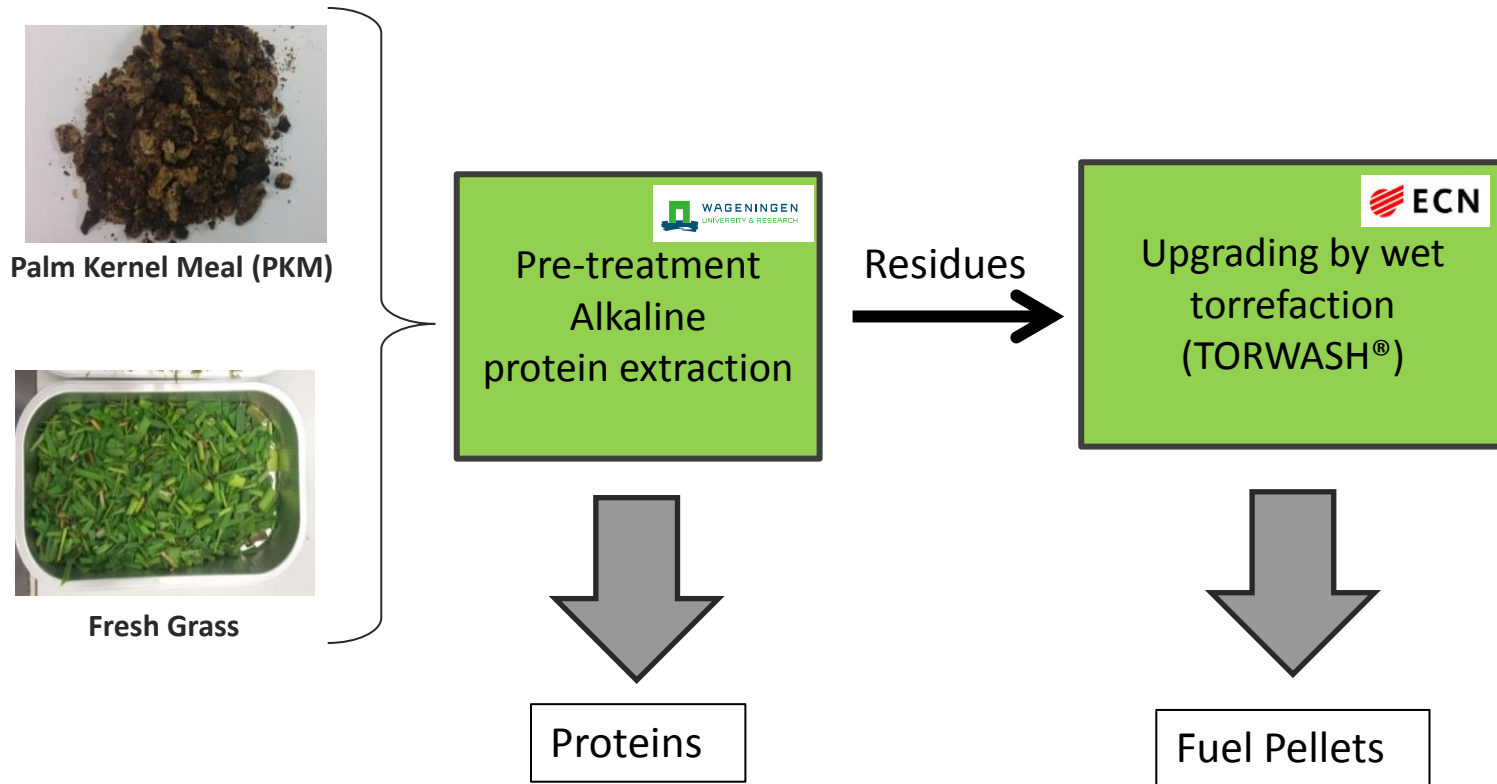 Palm Kernel Meal (PKM)
Fresh Grass
WAGENINGEN
UNIVERSITY & RESEARCH
Pre-treatment
Alkaline
protein extraction
Residues
ECN
Upgrading by wet
torrefaction
(TORWASH®)
Proteins
Fuel Pellets